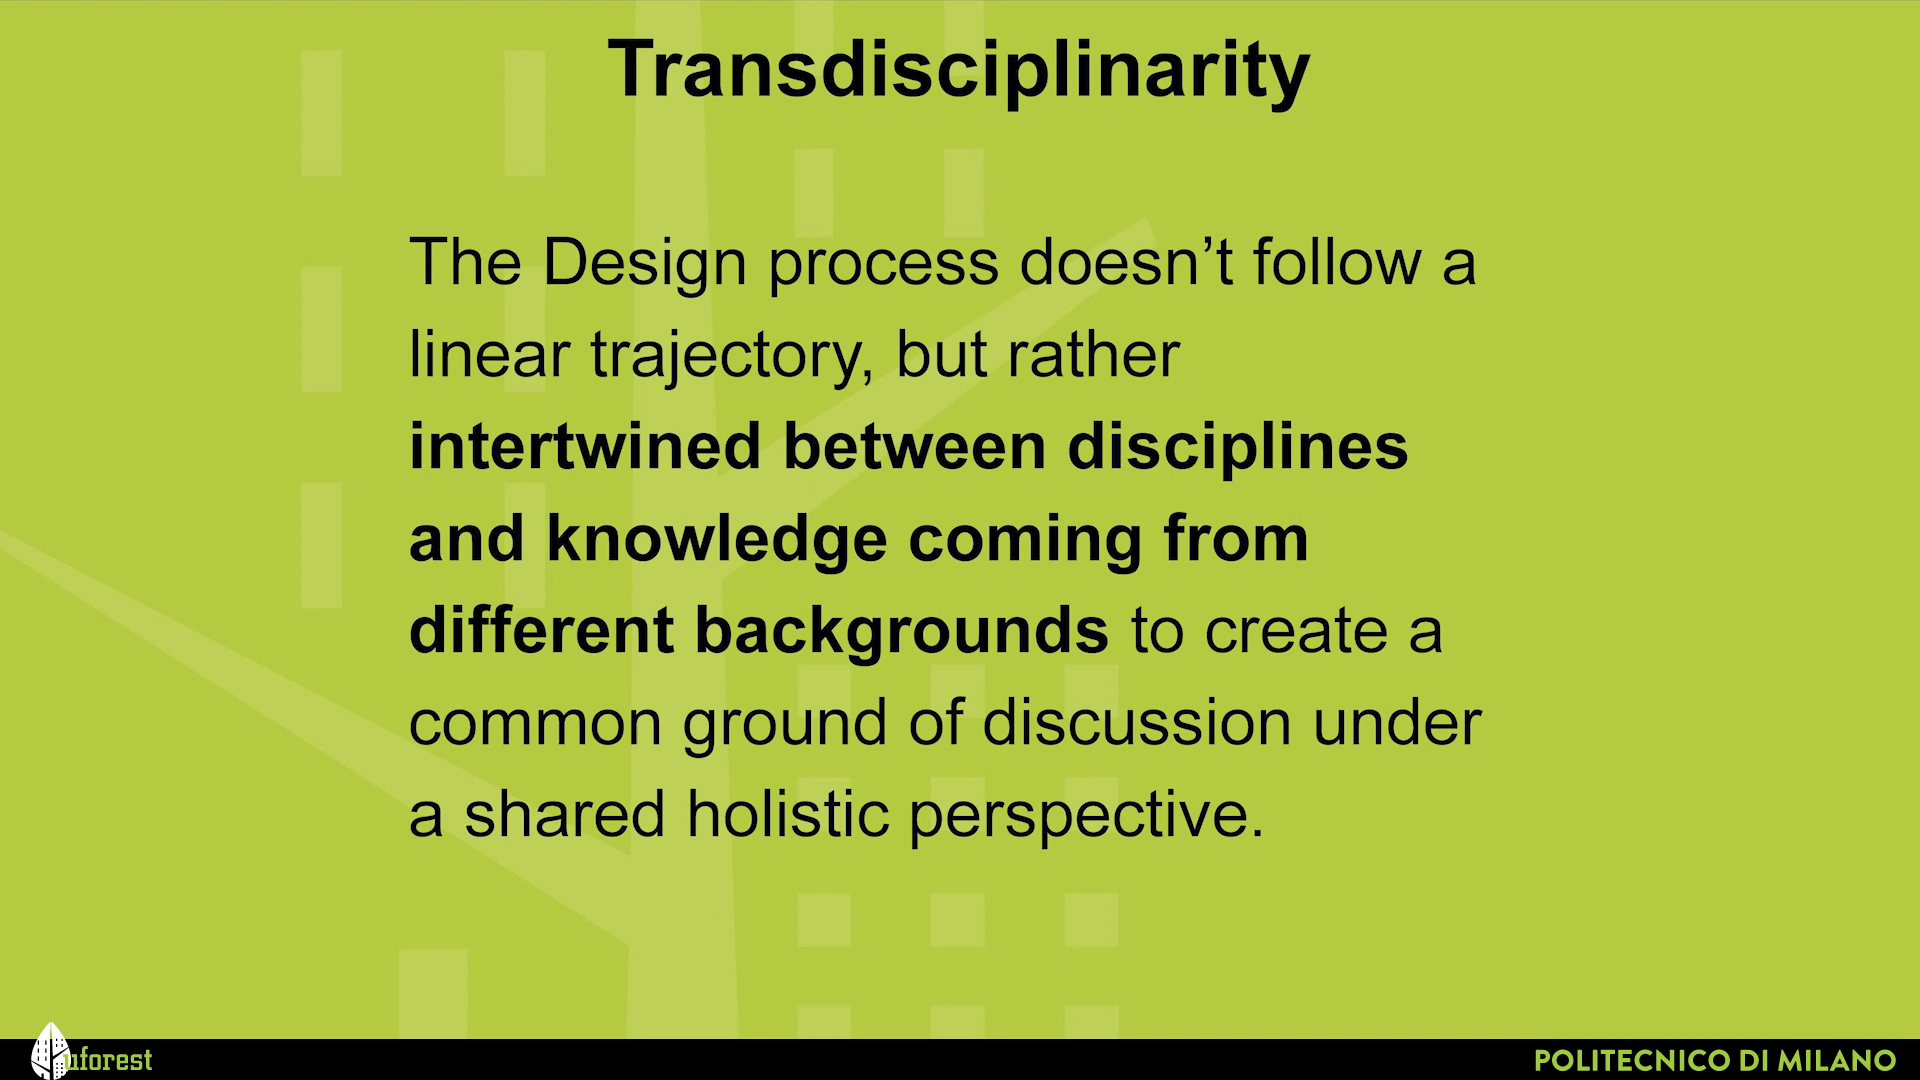 Transdisciplinarity
The Design process doesn’t follow a
linear trajectory, but rather
intertwined between disciplines
and knowledge coming from
different backgrounds to create a
common ground of discussion under
a shared holistic perspective.
uforest
POLITECNICO DI MILANO